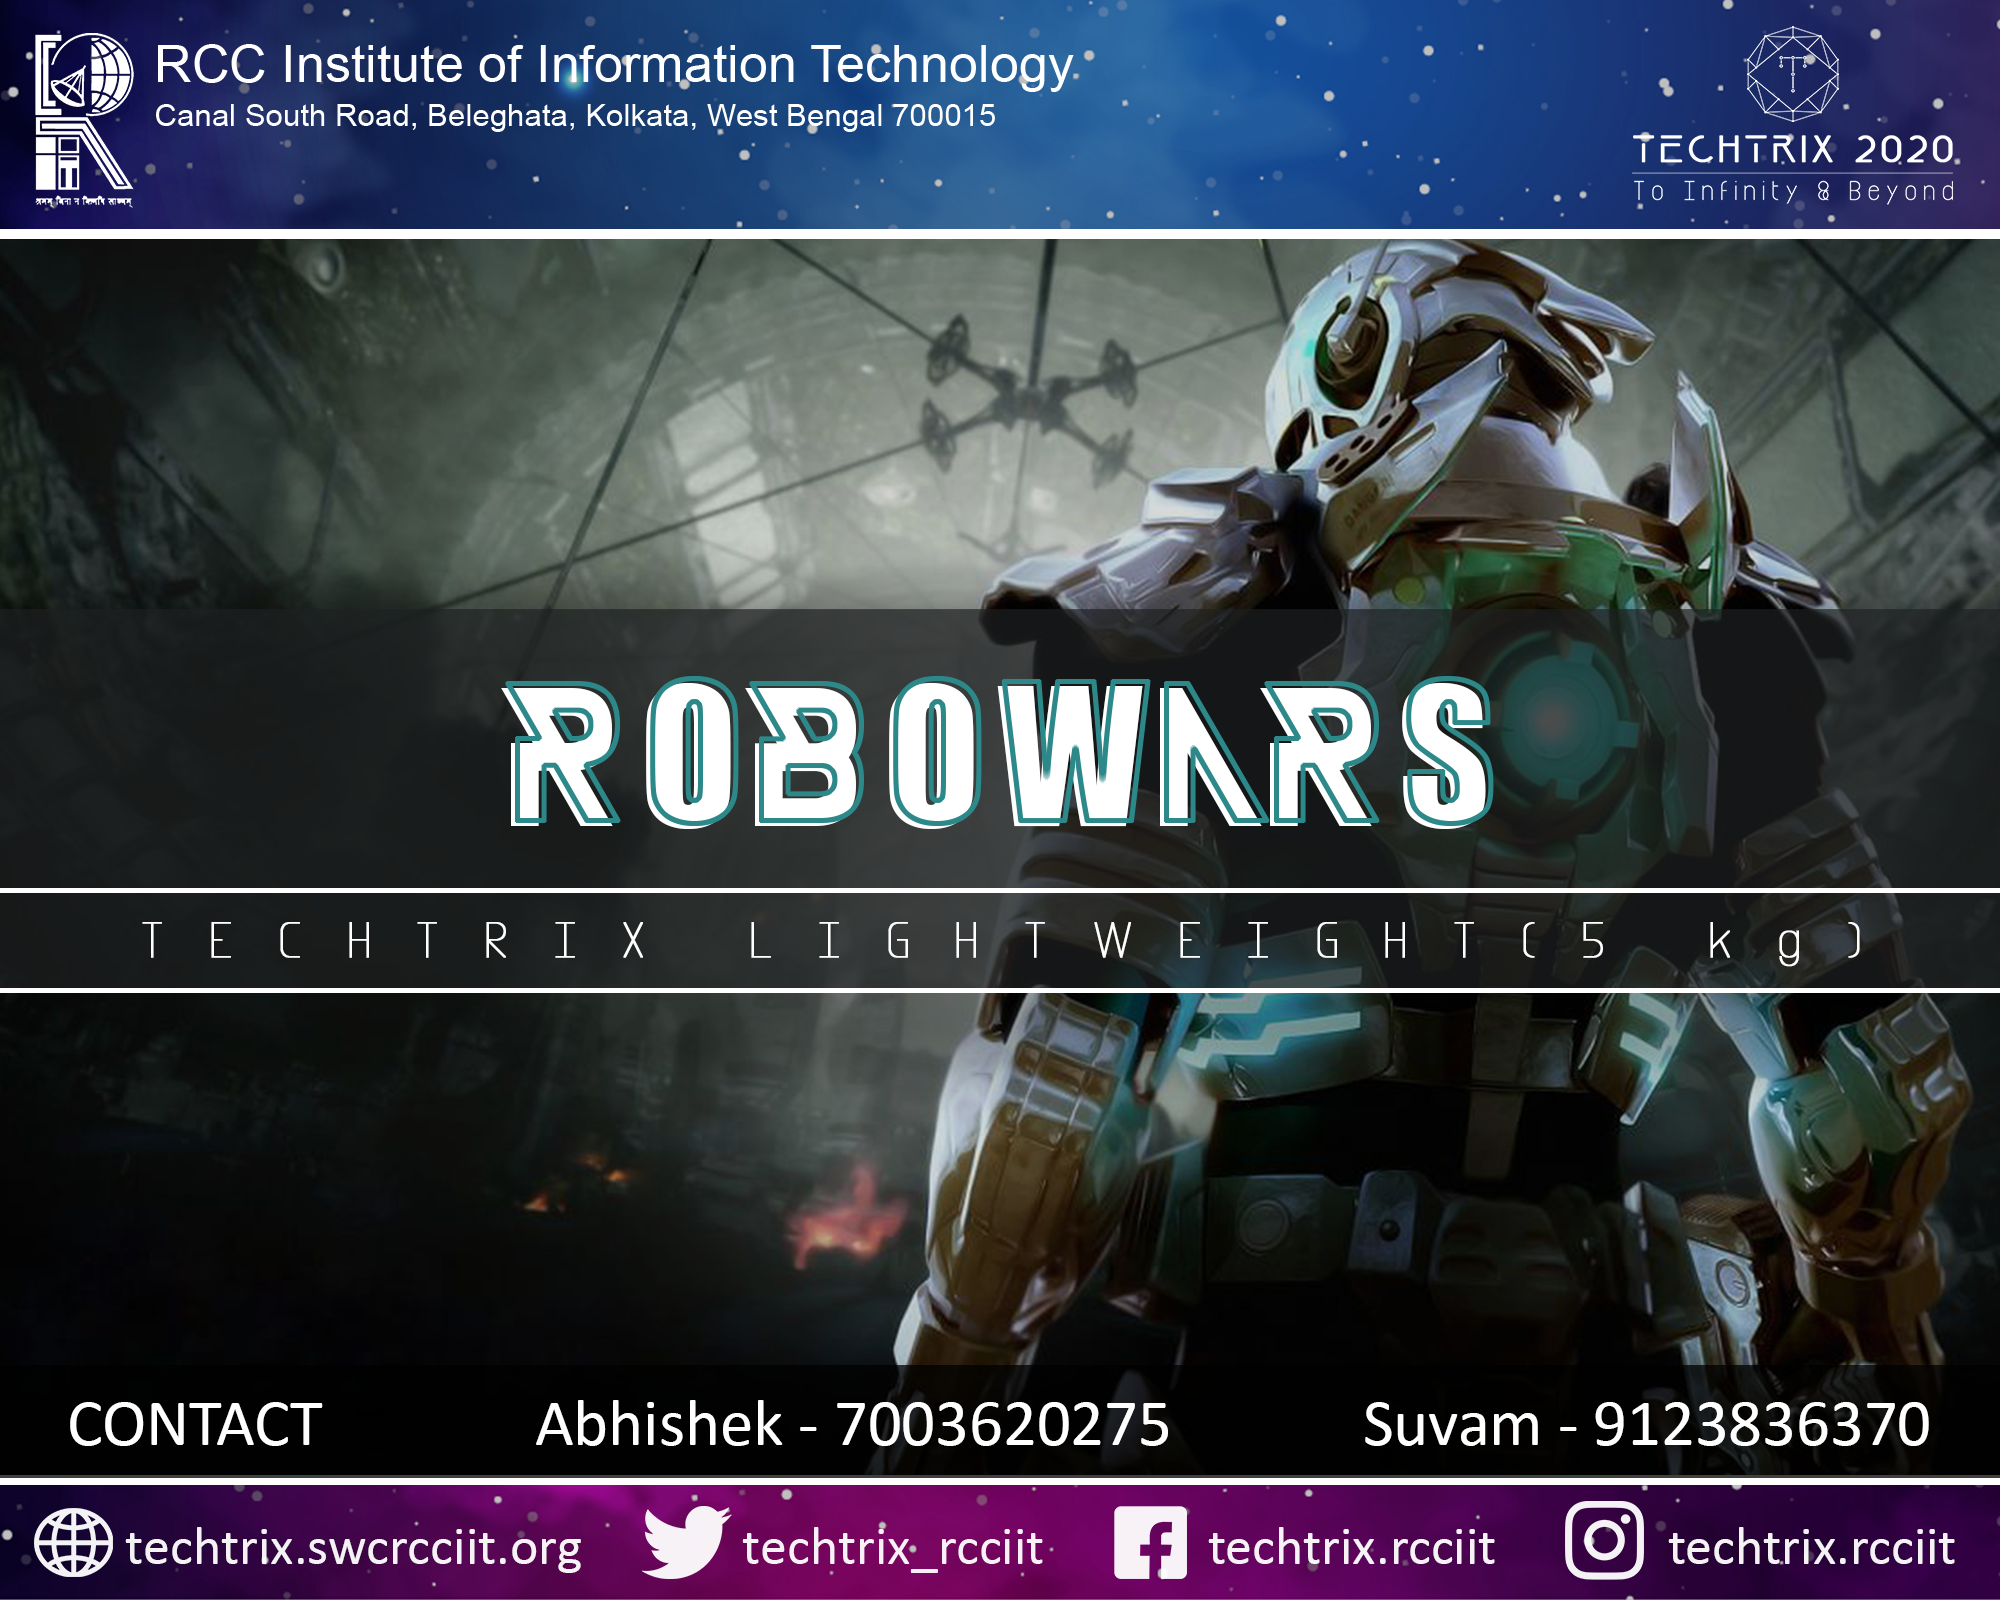 RCC Institute of Information Technology
Canal South Road, Beleghata, Kolkata, West Bengal 700015
TECHTRIX 2020
To Infinity & Beyond
ROBOWARS
TECHTRIX LIGHTWEIGHT(5 kg)
CONTACT Abhishek - 7003620275 Suvam - 9123836370
techtrix.swcrcciit.org techtrix_rcciit techtrix.rcciit techtrix.rcciit